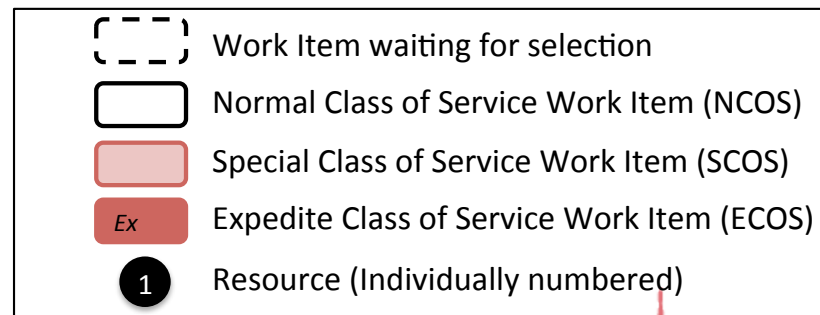 Work Item waiting for selection
Normal Class of Service Work Item (NCOS)
Special Class of Service Work Item (SCOS)
Ex Expedite Class of Service Work Item (ECOS)
1 Resource (Individually numbered)